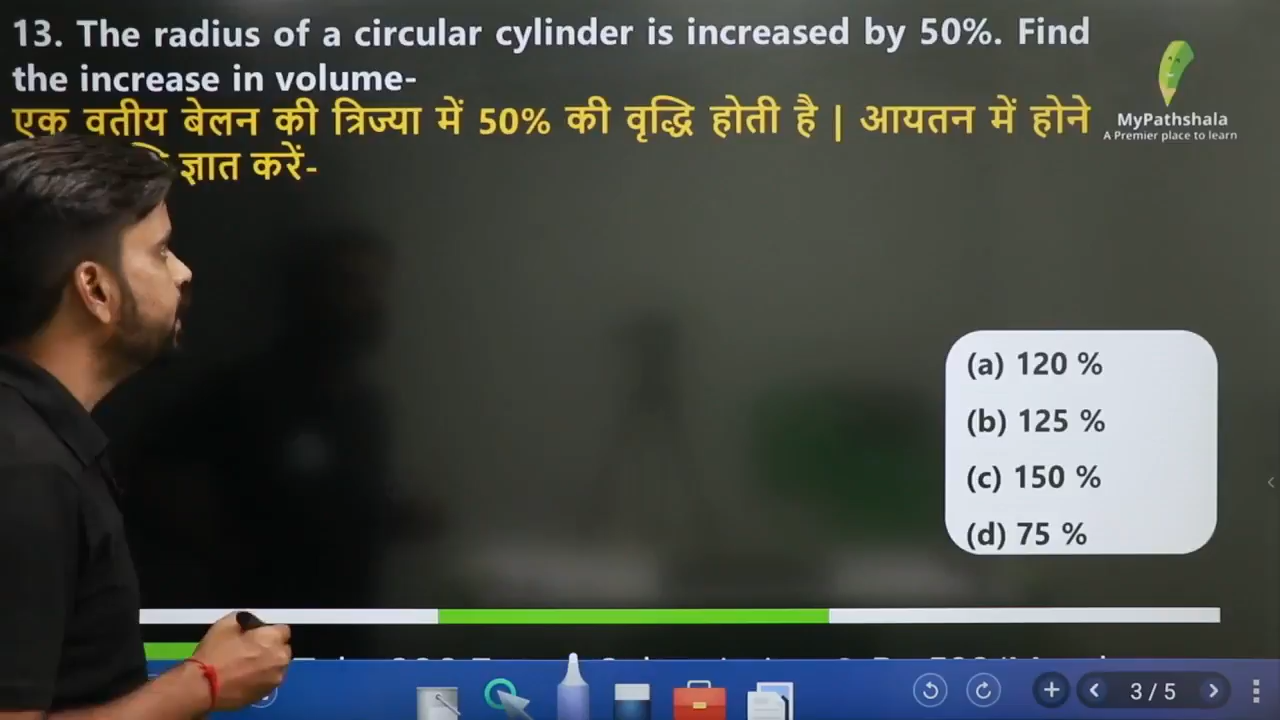 13. The radius of a circular cylinder is increased by 50%. Find
the increase in volume-
एक वतीय बेलन की त्रिज्या में 50% की वृद्धि होती है | आयतन में होने
ज्ञात करें-
MyPathshala
A Premier place to learn
(a) 120 %
(b) 125 %
(c) 150 %
(d) 75 %
3 / 5